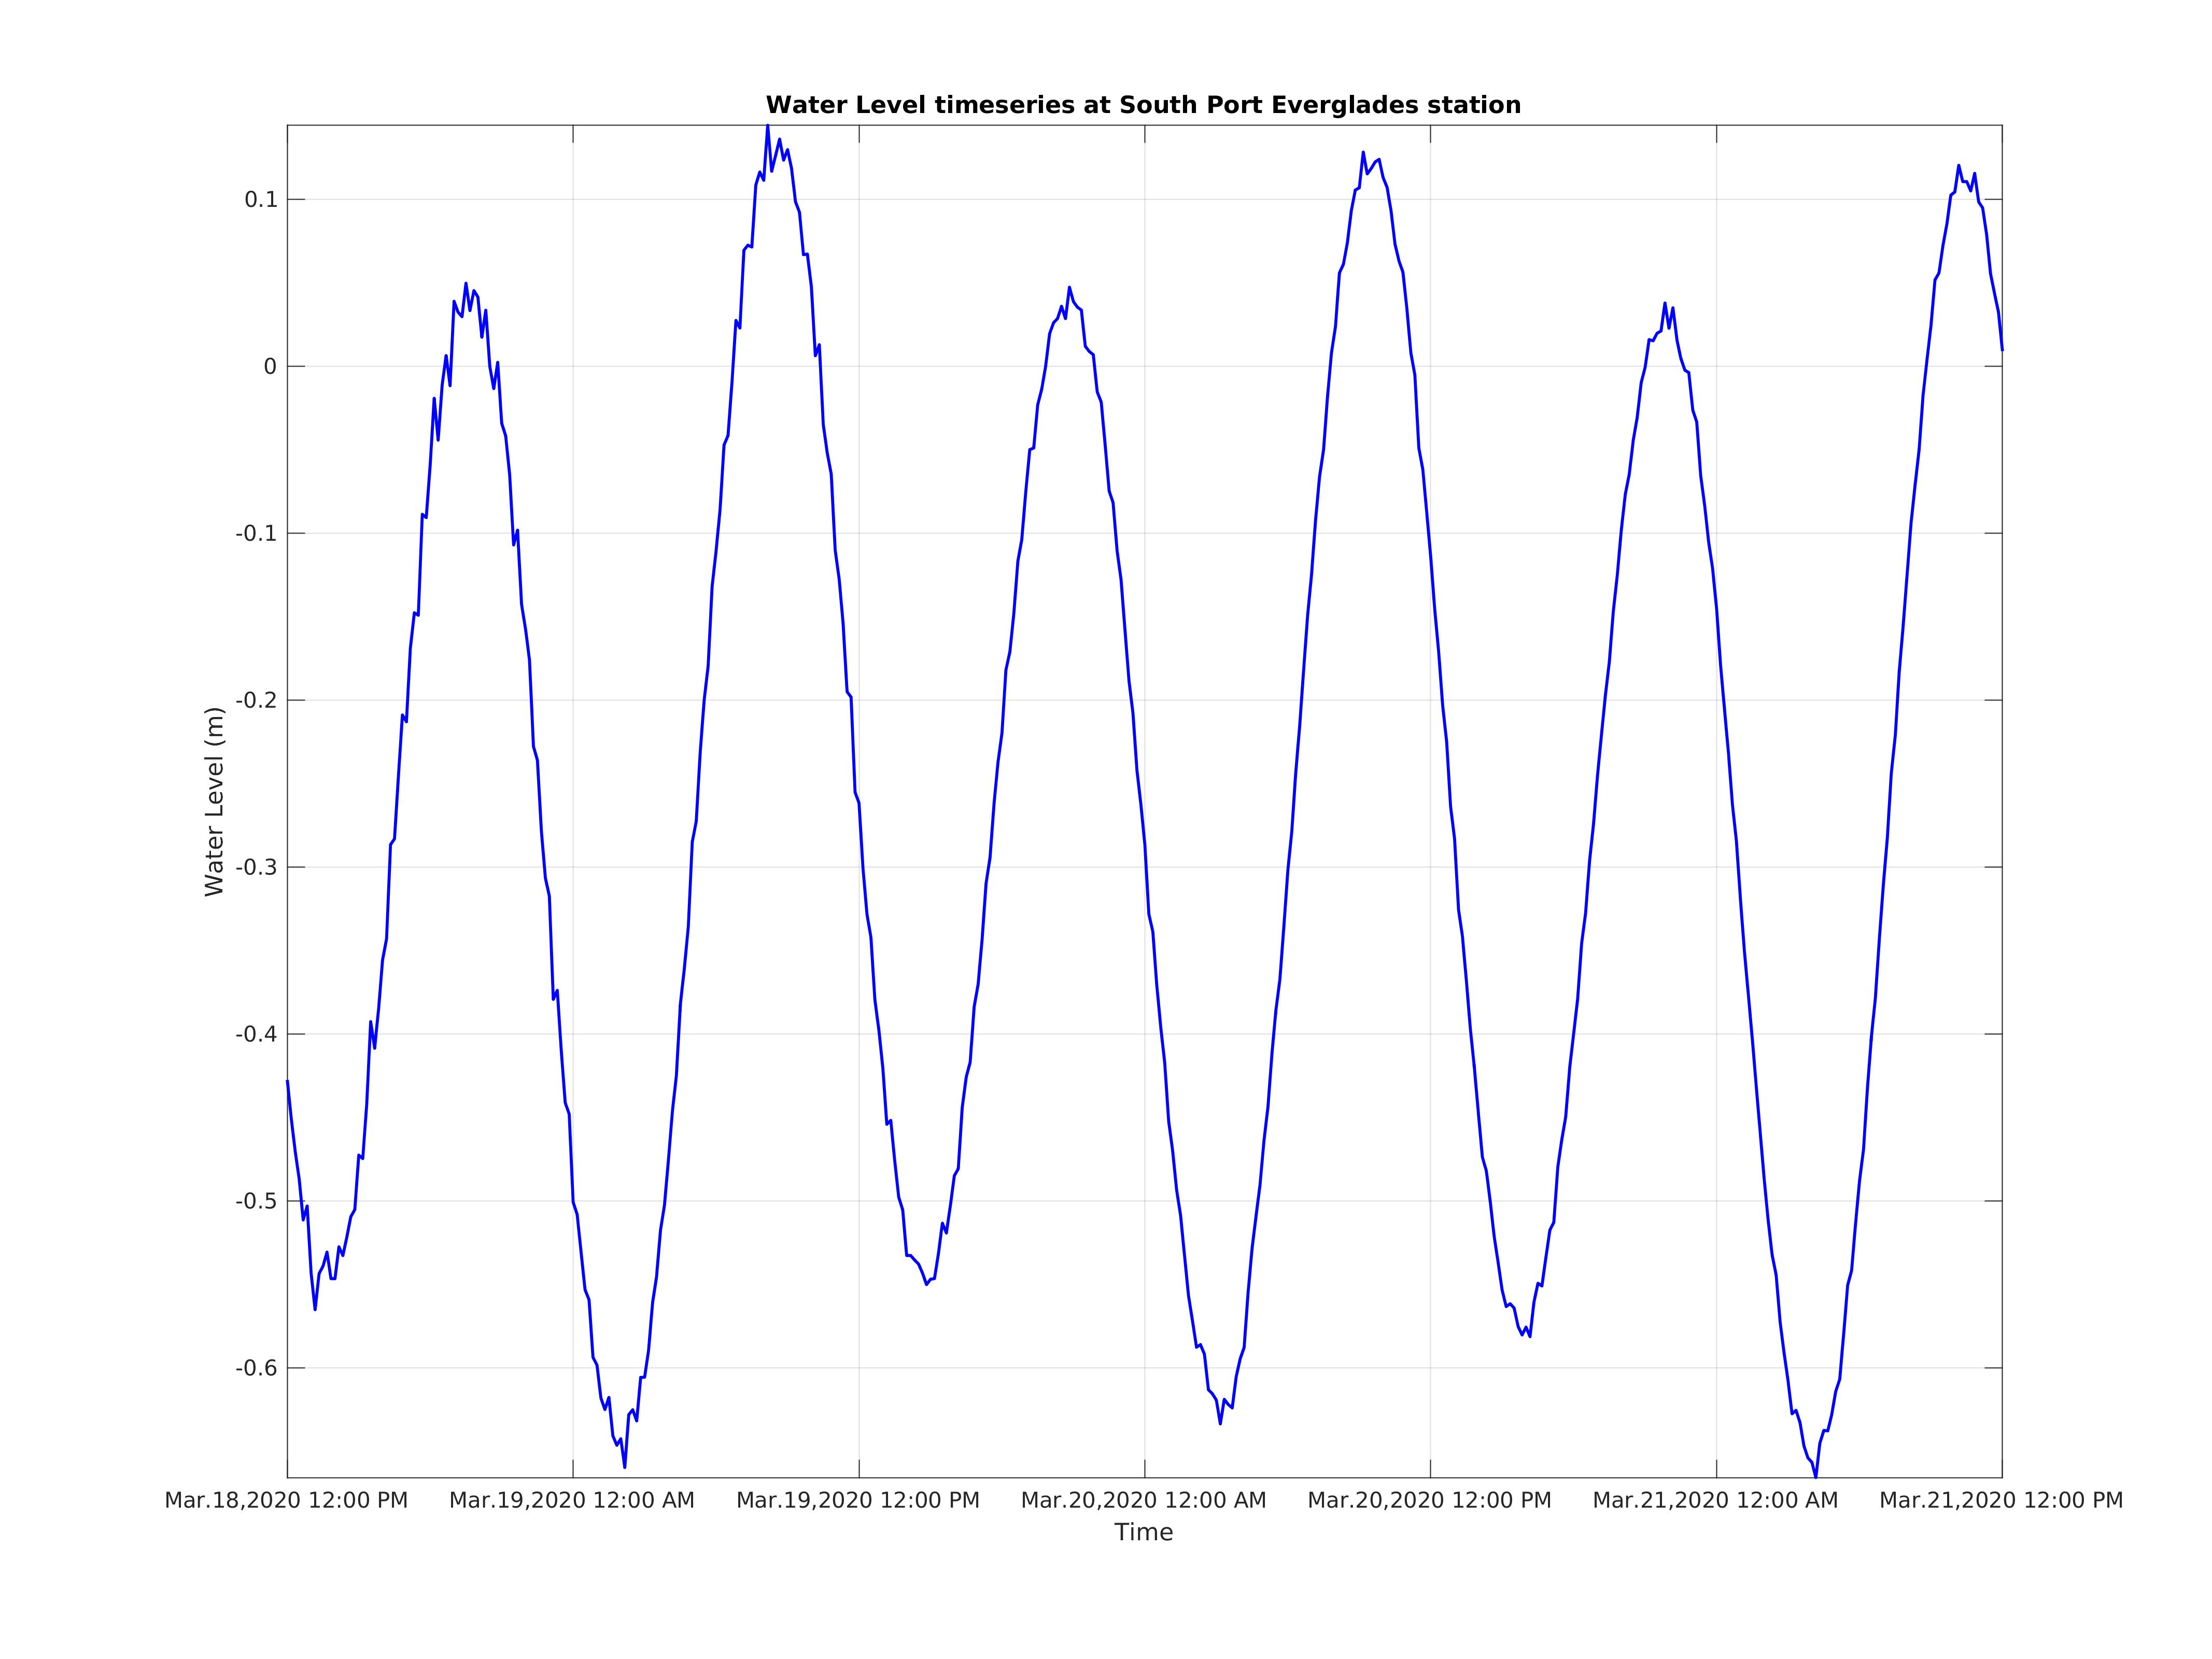 Water Level timeseries at South Port Everglades station
0.1
0
-0.1
-0.2
-0.3
-0.4
-0.5
-0.6
Water Level (m)
Mar.18,2020 12:00 PM Mar.19,2020 12:00 AM Mar.19,2020 12:00 PM Mar.20,2020 12:00 AM Mar.20,2020 12:00 PM Mar.21,2020 12:00 AM Mar.21,2020 12:00 PM
Time